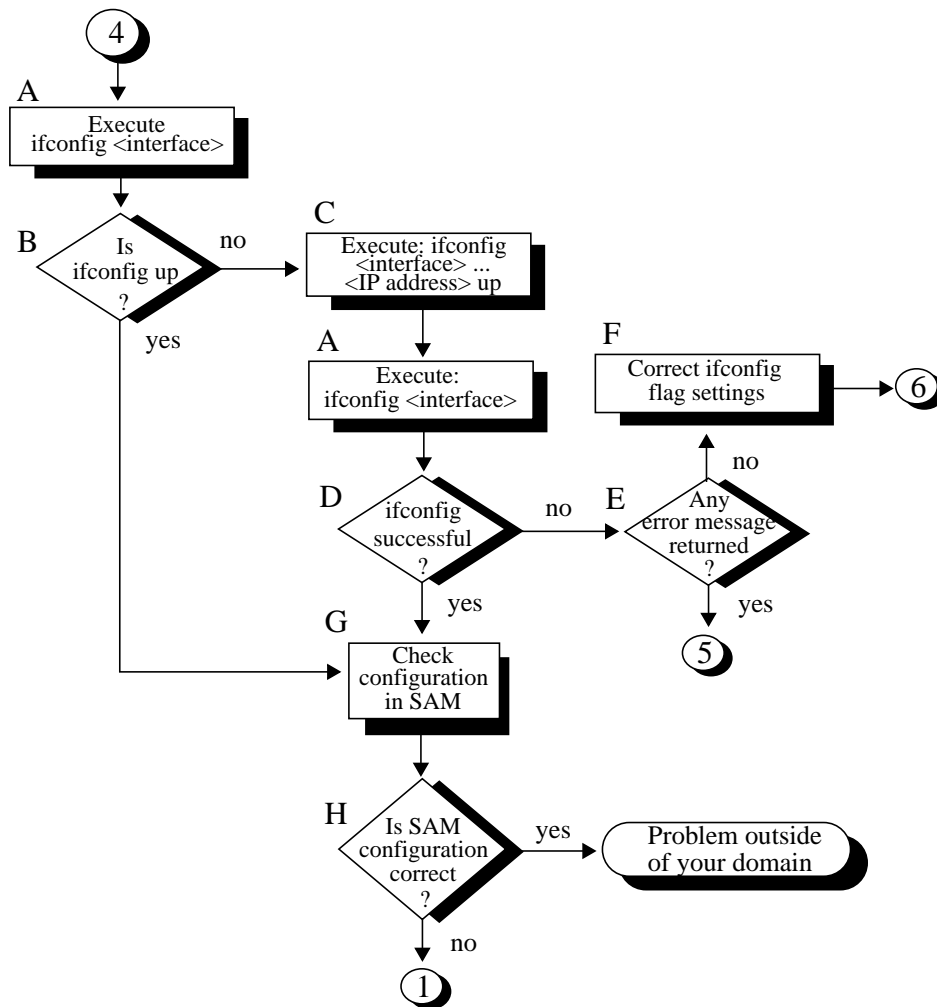 4
A
Execute
ifconfig <interface>
B
Is
ifconfig up
?
no
yes
C
Execute: ifconfig
<interface> ...
<IP address> up
A
Execute:
ifconfig <interface>
F
Correct ifconfig
flag settings
6
D
ifconfig
successful
?
no
yes
E
Any
error message
returned
?
no
yes
5
G
Check
configuration
in SAM
H
Is SAM
configuration
correct
?
yes
Problem outside
of your domain
no
1